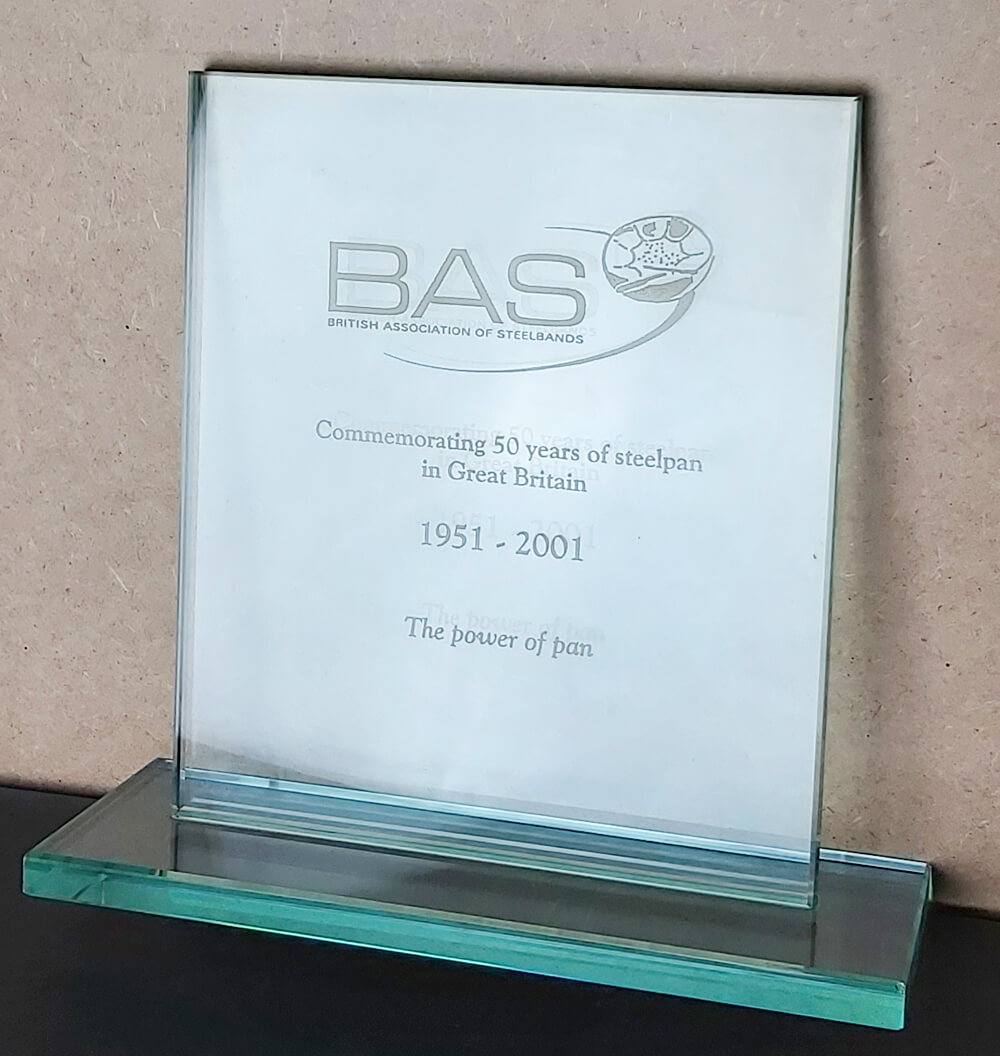 BAS
BRITISH ASSOCIATION OF STEELBANDS
Commemorating 50 years of steelpan
in Great Britain
1951 - 2001
The power of pan